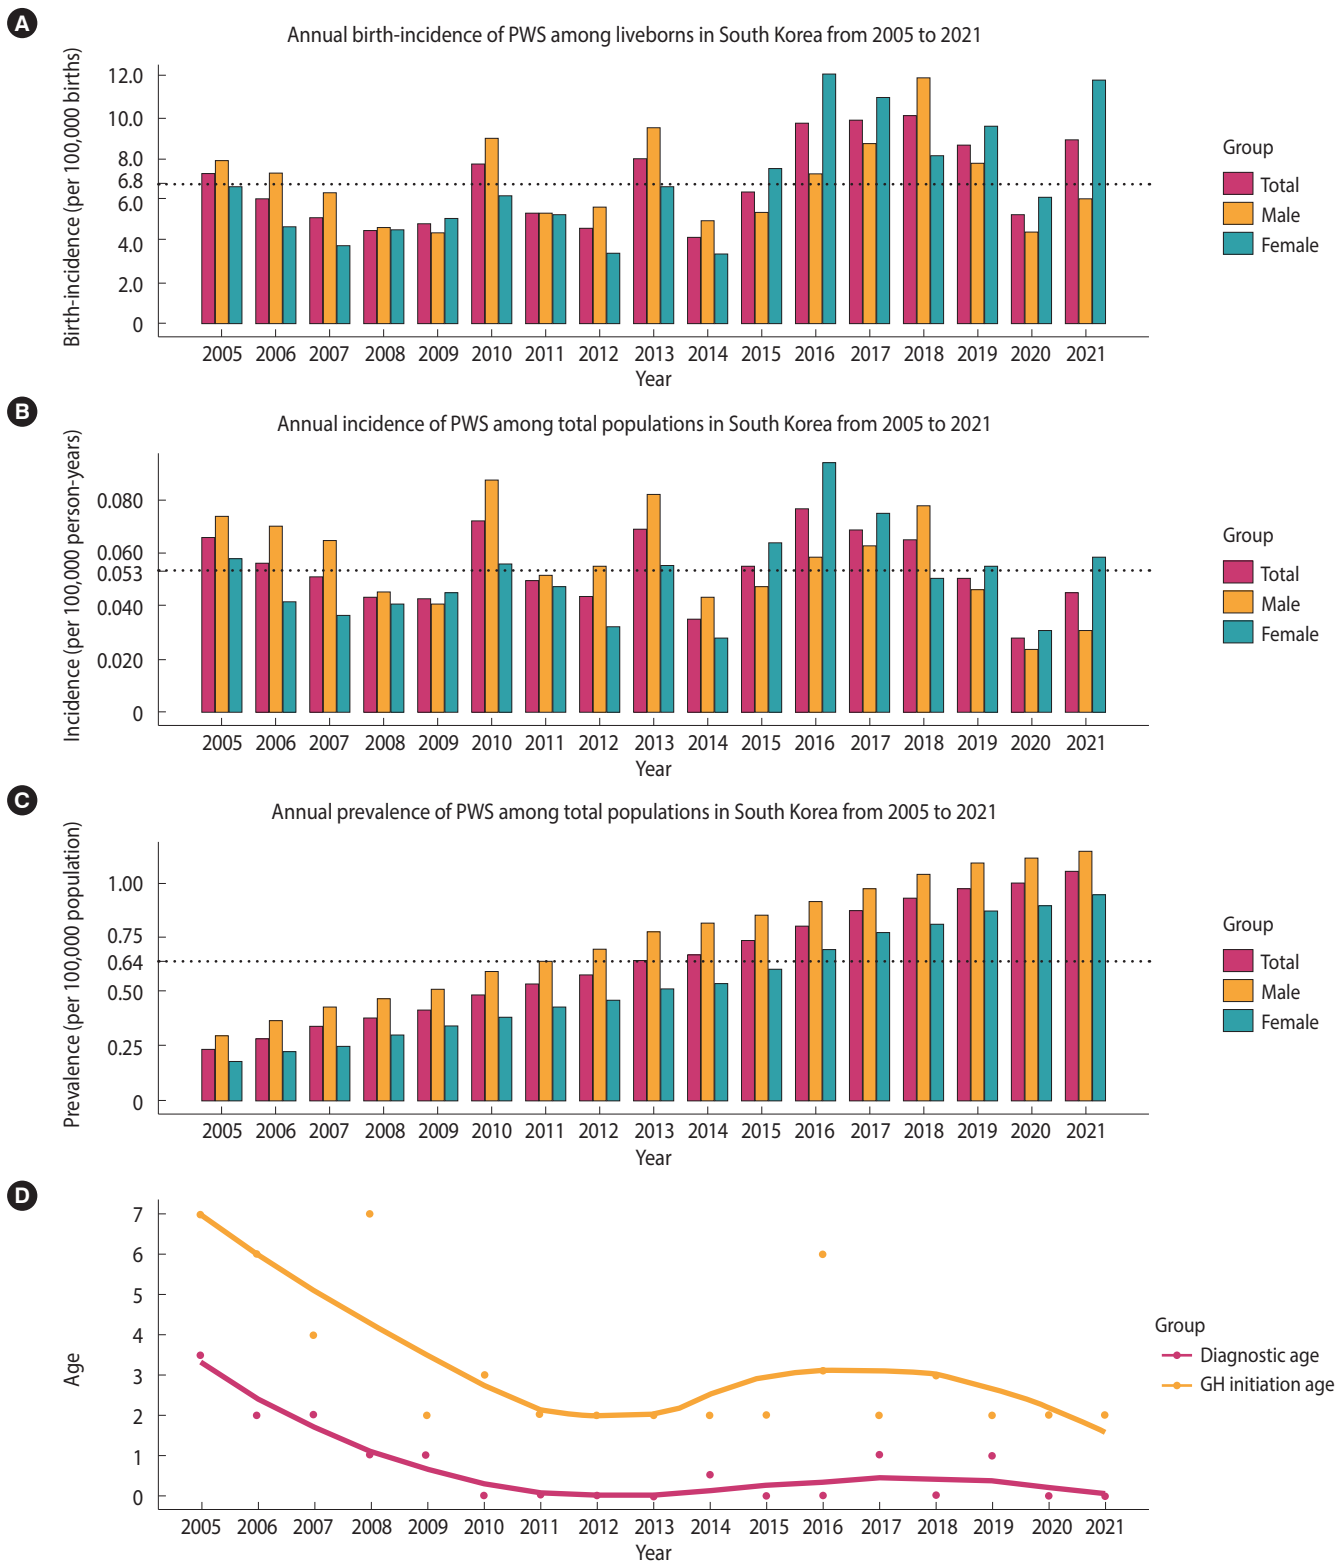 A
Annual birth-incidence of PWS among liveborns in South Korea from 2005 to 2021
Birth-incidence (per 100,000 births)
12.0
10.0
8.0
6.8
6.0
4.0
2.0
0
2005 2006 2007 2008 2009 2010 2011 2012 2013 2014 2015 2016 2017 2018 2019 2020 2021
Year
Group
Total
Male
Female
B
Annual incidence of PWS among total populations in South Korea from 2005 to 2021
Incidence (per 100,000 person-years)
0.080
0.060
0.053
0.040
0.020
0
2005 2006 2007 2008 2009 2010 2011 2012 2013 2014 2015 2016 2017 2018 2019 2020 2021
Year
Group
Total
Male
Female
C
Annual prevalence of PWS among total populations in South Korea from 2005 to 2021
Prevalence (per 100,000 population)
1.00
0.75
0.64
0.50
0.25
0
2005 2006 2007 2008 2009 2010 2011 2012 2013 2014 2015 2016 2017 2018 2019 2020 2021
Year
Group
Total
Male
Female
D
Age
7
6
5
4
3
2
1
0
2005 2006 2007 2008 2009 2010 2011 2012 2013 2014 2015 2016 2017 2018 2019 2020 2021
Year
Group
Diagnostic age
GH initiation age